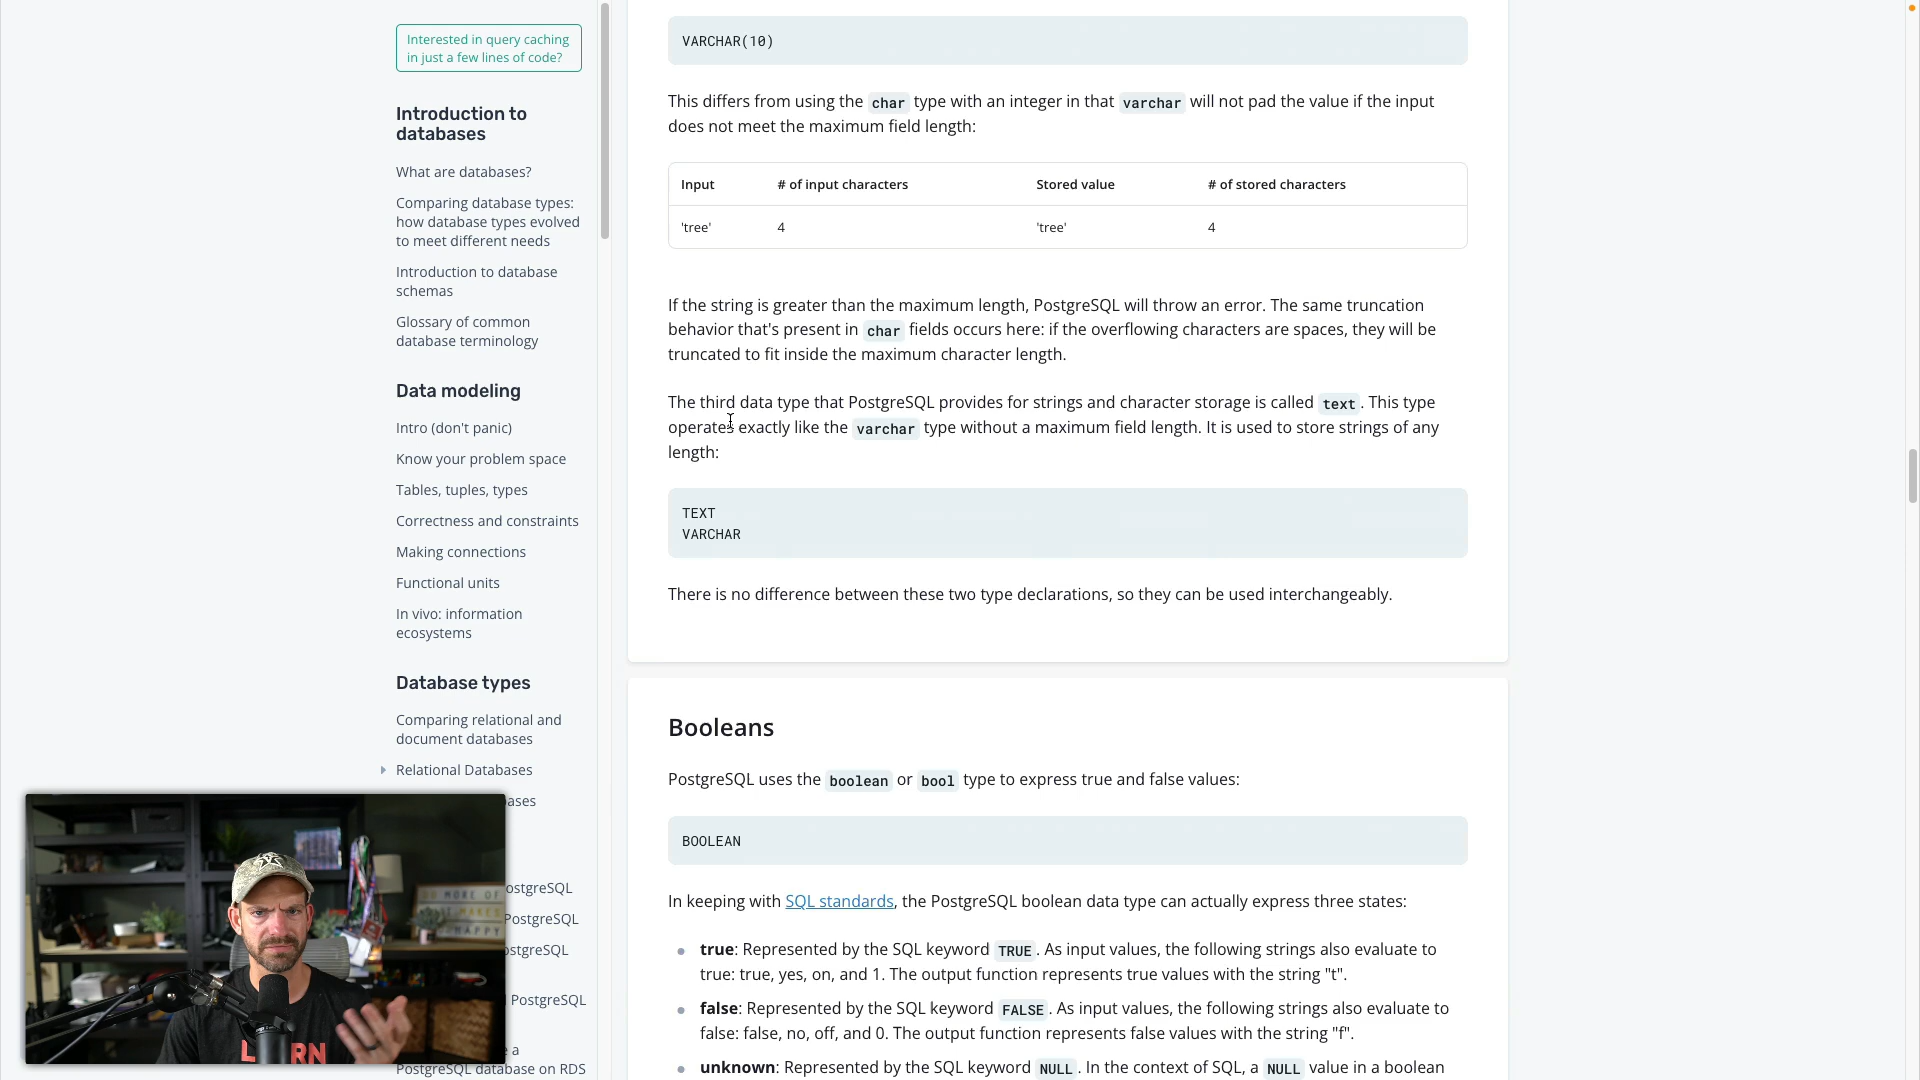 Interested in query caching
in just a few lines of code?
Introduction to
databases
What are databases?
Comparing database types:
how database types evolved
to meet different needs
Introduction to database
schemas
Glossary of common
database terminology
Data modeling
Intro (don't panic)
Know your problem space
Tables, tuples, types
Correctness and constraints
Making connections
Functional units
In vivo: information
ecosystems
Database types
Comparing relational and
document databases
Relational Databases
ases
ostgreSQL
PostgreSQL
ostgreSQL
PostgreSQL
a
PostgreSQL database on RDS
VARCHAR(10)
This differs from using the char type with an integer in that varchar will not pad the value if the input
does not meet the maximum field length:
Input # of input characters Stored value # of stored characters
'tree' 4 'tree' 4
If the string is greater than the maximum length, PostgreSQL will throw an error. The same truncation
behavior that's present in char fields occurs here: if the overflowing characters are spaces, they will be
truncated to fit inside the maximum character length.
The third data type that PostgreSQL provides for strings and character storage is called text. This type
operates exactly like the varchar type without a maximum field length. It is used to store strings of any
length:
TEXT
VARCHAR
There is no difference between these two type declarations, so they can be used interchangeably.
Booleans
PostgreSQL uses the boolean or bool type to express true and false values:
BOOLEAN
In keeping with SQL standards, the PostgreSQL boolean data type can actually express three states:
true: Represented by the SQL keyword TRUE. As input values, the following strings also evaluate to
true: true, yes, on, and 1. The output function represents true values with the string "t".
false: Represented by the SQL keyword FALSE. As input values, the following strings also evaluate to
false: false, no, off, and 0. The output function represents false values with the string "f".
unknown: Represented by the SQL keyword NULL. In the context of SQL, a NULL value in a boolean